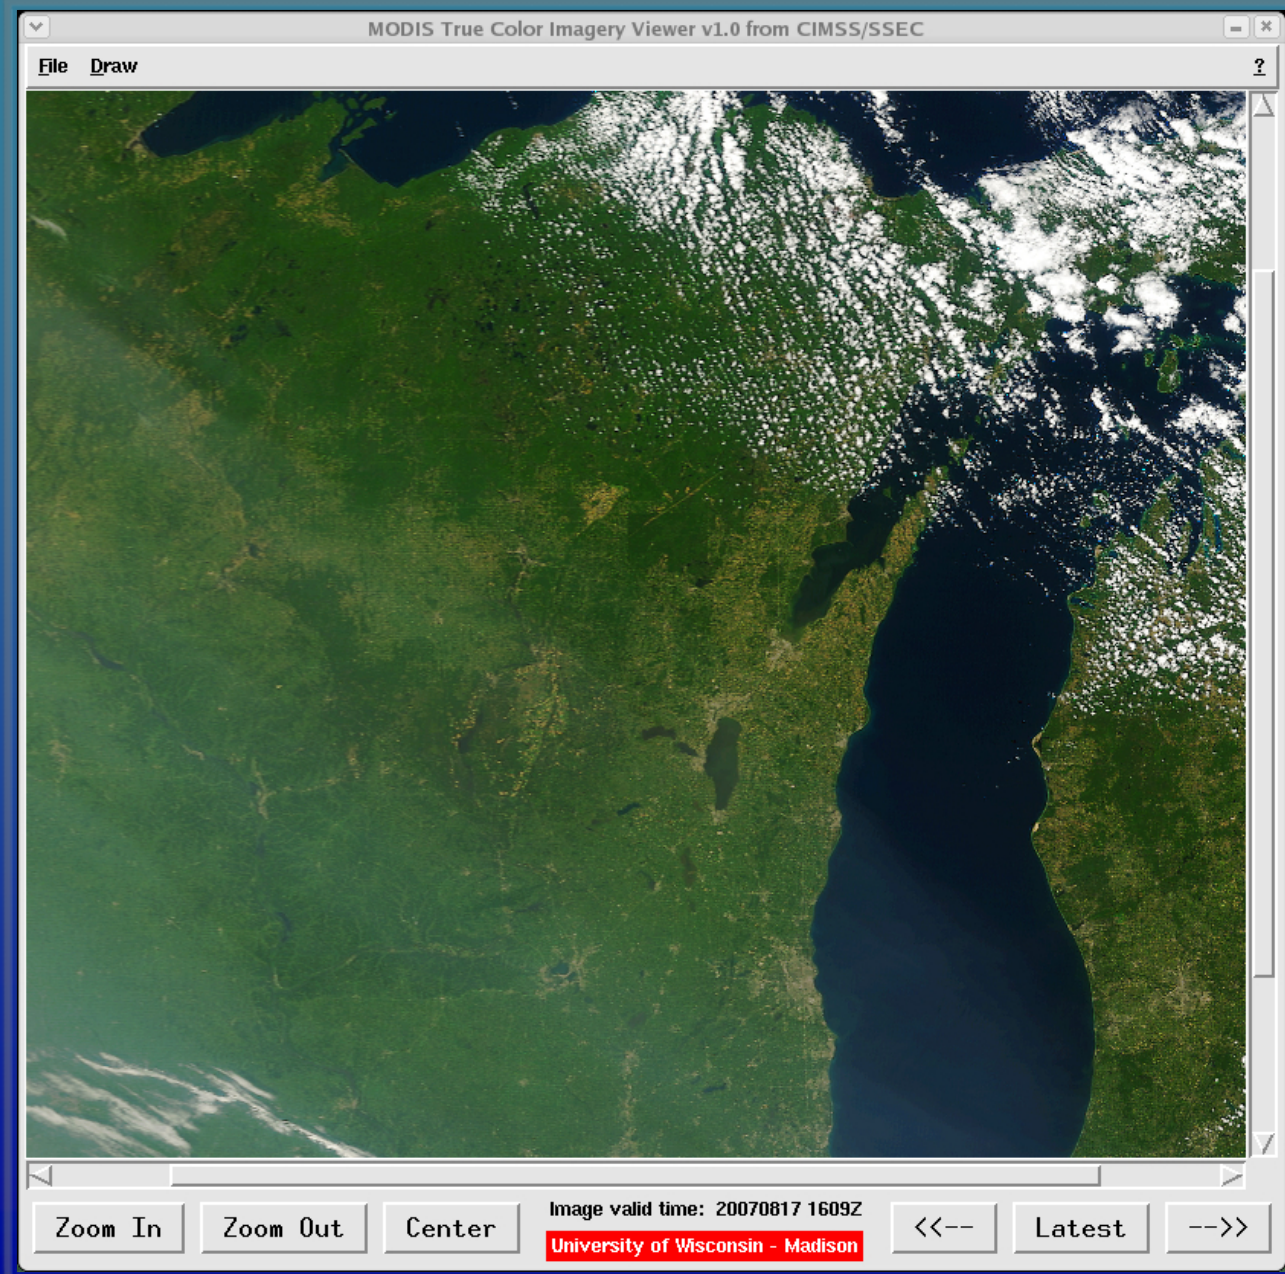 MODIS True Color Imagery Viewer v1.0 from CIMSS/SSEC
File Draw ?
Image valid time: 20070817 1609Z
Zoom In Zoom Out Center <<-- Latest -->>
University of Wisconsin - Madison